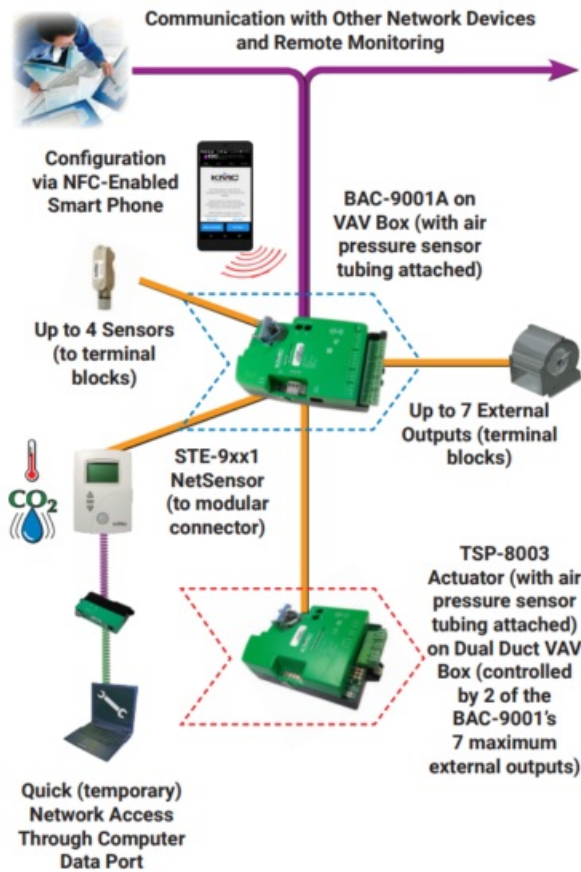 Communication with Other Network Devices
and Remote Monitoring
Configuration
via NFC-Enabled
Smart Phone
KMC
BAC-9001A on
VAV Box (with air
pressure sensor
tubing attached)
Up to 4 Sensors
(to terminal
blocks)
Up to 7 External
Outputs (terminal
blocks)
STE-9xx1
NetSensor
(to modular
connector)
CO2
TSP-8003
Actuator (with air
pressure sensor
tubing attached)
on Dual Duct VAV
Box (controlled
by 2 of the
BAC-9001's
7 maximum
external outputs)
Quick (temporary)
Network Access
Through Computer
Data Port